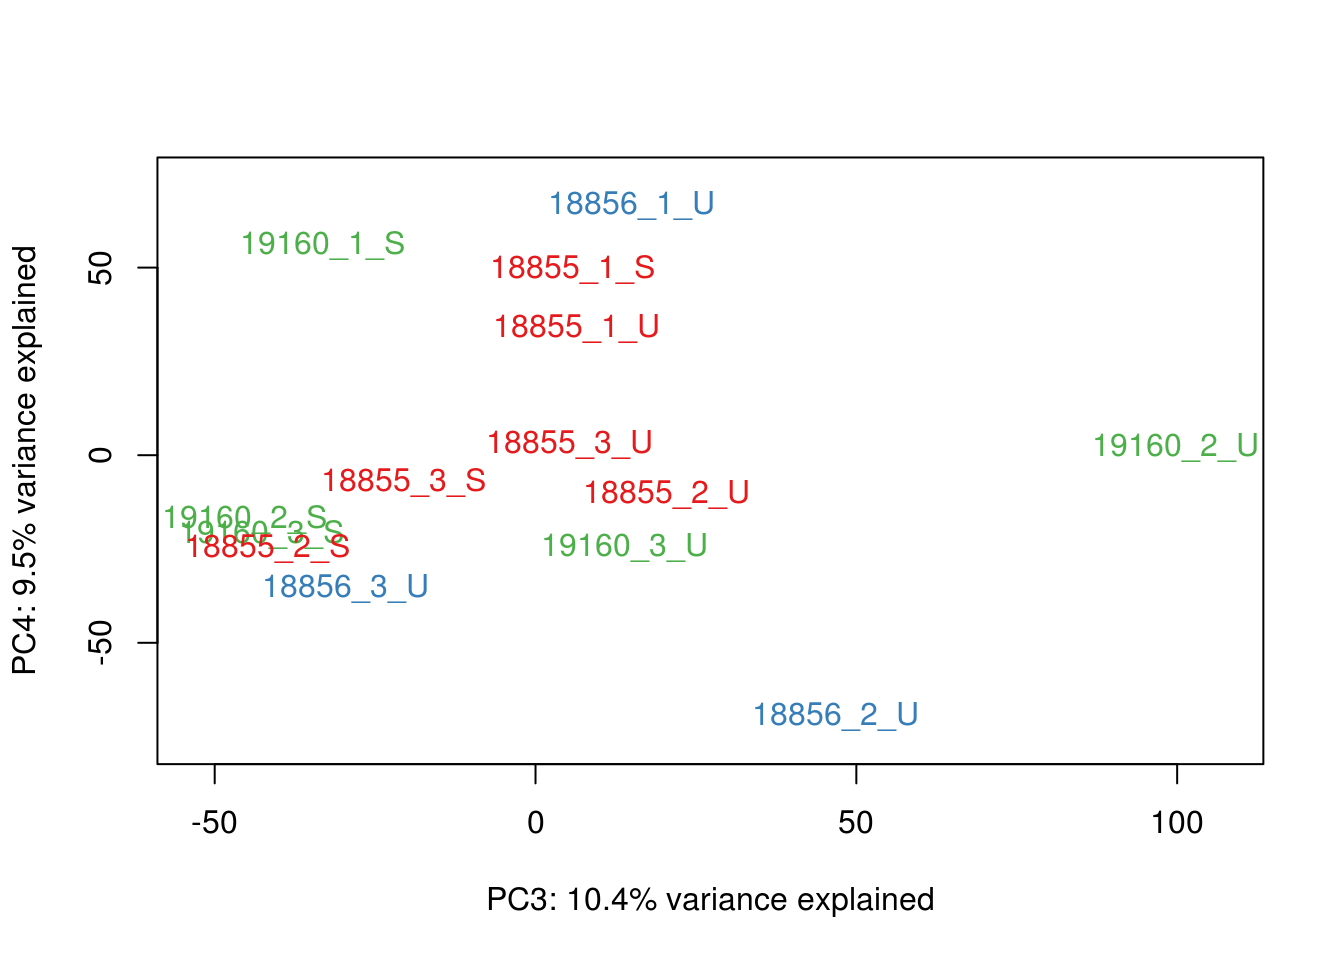 18856_1_U
19160_1_S
18855_1_S
18855_1_U
18855_3_U
19160_2_U
18855_3_S
18855_2_U
19160_2_S
19160_3_S
18855_2_S
19160_3_U
18856_3_U
18856_2_U
50
0
-50
PC4: 9.5% variance explained
-50 0 50 100
PC3: 10.4% variance explained